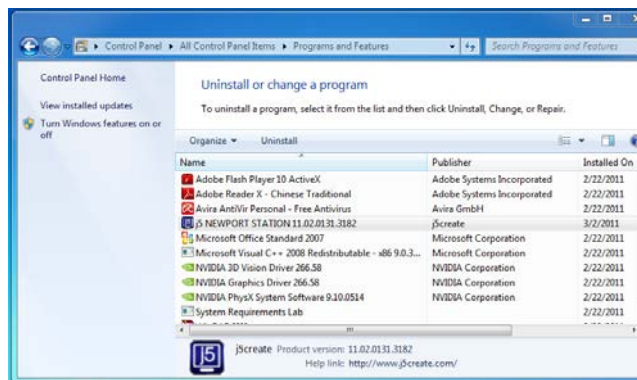 Control Panel ▸ All Control Panel Items ▸ Programs and Features
Search Programs and Features
Control Panel Home
View installed updates
Turn Windows features on or off
Uninstall or change a program
To uninstall a program, select it from the list and then click Uninstall, Change, or Repair.
Organize Uninstall
Name Publisher Installed On
Adobe Flash Player 10 ActiveX Adobe Systems Incorporated 2/22/2011
Adobe Reader X - Chinese Traditional Adobe Systems Incorporated 2/22/2011
Avira AntiVir Personal - Free Antivirus Avira GmbH 2/22/2011
j5 NEWPORT STATION 11.02.0131.3182 j5create 3/2/2011
Microsoft Office Standard 2007 Microsoft Corporation 2/22/2011
Microsoft Visual C++ 2008 Redistributable - x86 9.0.3... Microsoft Corporation 2/22/2011
NVIDIA 3D Vision Driver 266.58 NVIDIA Corporation 2/22/2011
NVIDIA Graphics Driver 266.58 NVIDIA Corporation 2/22/2011
NVIDIA PhysX System Software 9.10.0514 NVIDIA Corporation 2/22/2011
System Requirements Lab 2/22/2011
J5
j5create Product version: 11.02.0131.3182
Help link: http://www.j5create.com/